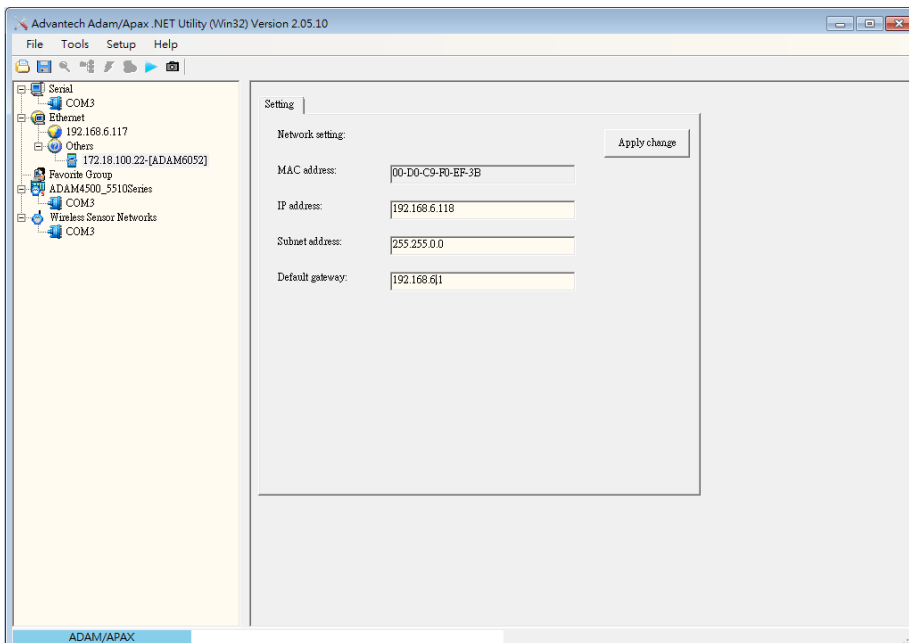 Advantech Adam/Apax .NET Utility (Win32) Version 2.05.10
File Tools Setup Help
Serial
COM3
Ethernet
192.168.6.117
Others
172.18.100.22-[ADAM6052]
Favorite Group
ADAM4500_5510Series
COM3
Wireless Sensor Networks
COM3
Setting
Network setting:
Apply change
MAC address: 00-D0-C9-F0-EF-3B
IP address: 192.168.6.118
Subnet address: 255.255.0.0
Default gateway: 192.168.6.1
ADAM/APAX